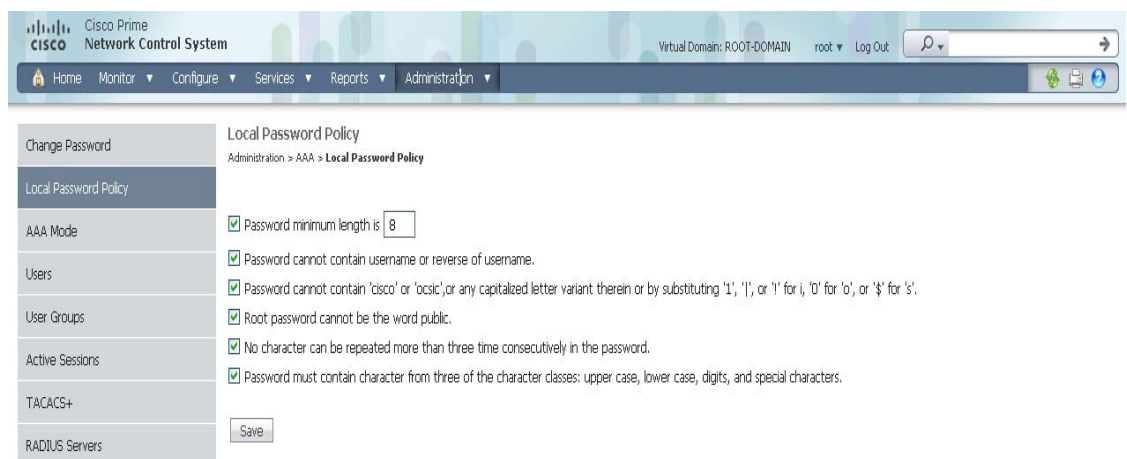 Cisco Prime
CISCO Network Control System
Virtual Domain: ROOT-DOMAIN root Log Out
Home Monitor Configure Services Reports Administration
Change Password
Local Password Policy
AAA Mode
Users
User Groups
Active Sessions
TACACS+
RADIUS Servers
Local Password Policy
Administration > AAA > Local Password Policy
Password minimum length is 8
Password cannot contain username or reverse of username.
Password cannot contain 'cisco' or 'ocsic',or any capitalized letter variant therein or by substituting '1', '|', or '!' for i, '0' for 'o', or '$' for 's'.
Root password cannot be the word public.
No character can be repeated more than three time consecutively in the password.
Password must contain character from three of the character classes: upper case, lower case, digits, and special characters.
Save